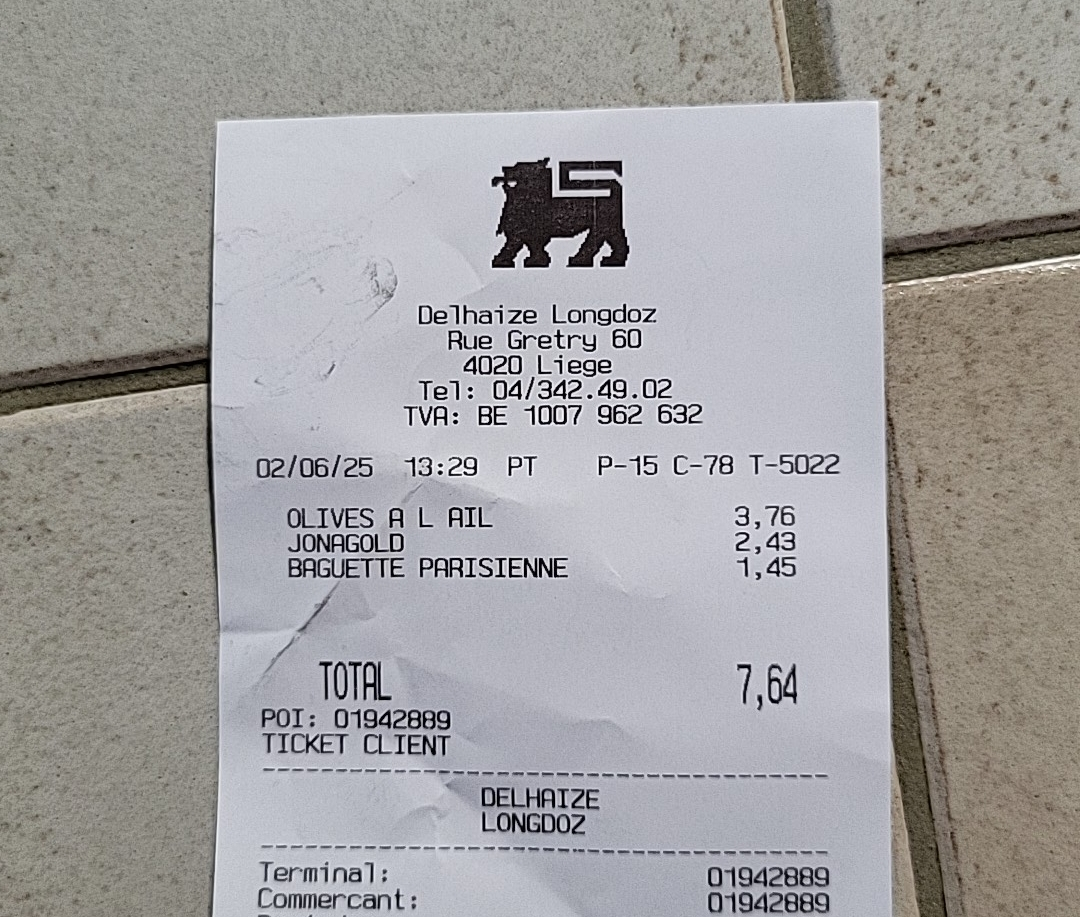 Delhaize Longdoz
Rue Gretry 60
4020 Liege
Tel: 04/342.49.02
TVA: BE 1007 962 632
02/06/25 13:29 PT P-15 C-78 T-5022
OLIVES A L AIL 3,76
JONAGOLD 2,43
BAGUETTE PARISIENNE 1,45
TOTAL 7,64
POI: 01942889
TICKET CLIENT
DELHAIZE
LONGDOZ
Terminal: 01942889
Commercant: 01942889